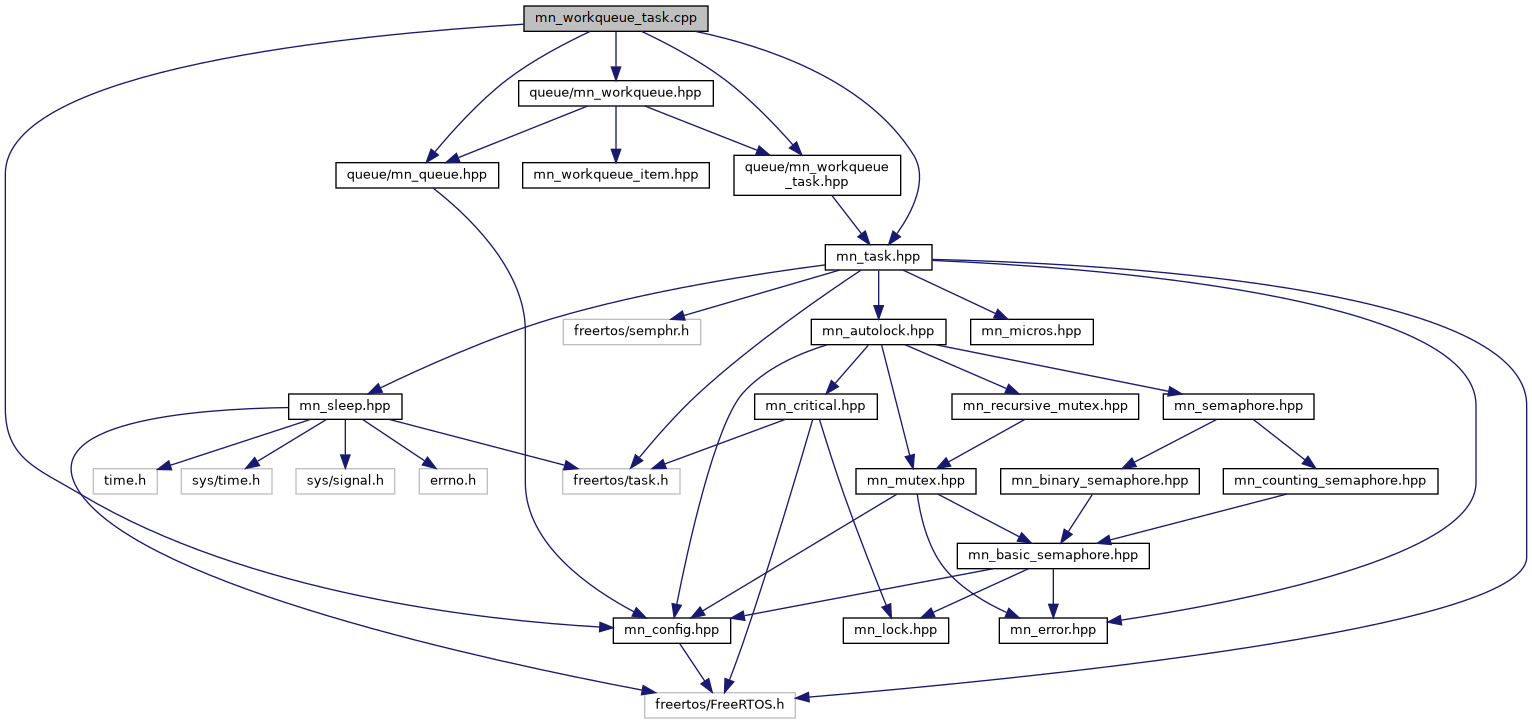 mn_workqueue_task.cpp
queue/mn_workqueue.hpp
queue/mn_queue.hpp
mn_workqueue_item.hpp
queue/mn_workqueue
_task.hpp
mn_task.hpp
freertos/semphr.h
mn_autolock.hpp
mn_micros.hpp
mn_sleep.hpp
mn_critical.hpp
mn_recursive_mutex.hpp
mn_semaphore.hpp
time.h
sys/time.h
sys/signal.h
errno.h
freertos/task.h
mn_mutex.hpp
mn_binary_semaphore.hpp
mn_counting_semaphore.hpp
mn_basic_semaphore.hpp
mn_config.hpp
mn_lock.hpp
mn_error.hpp
freertos/FreeRTOS.h